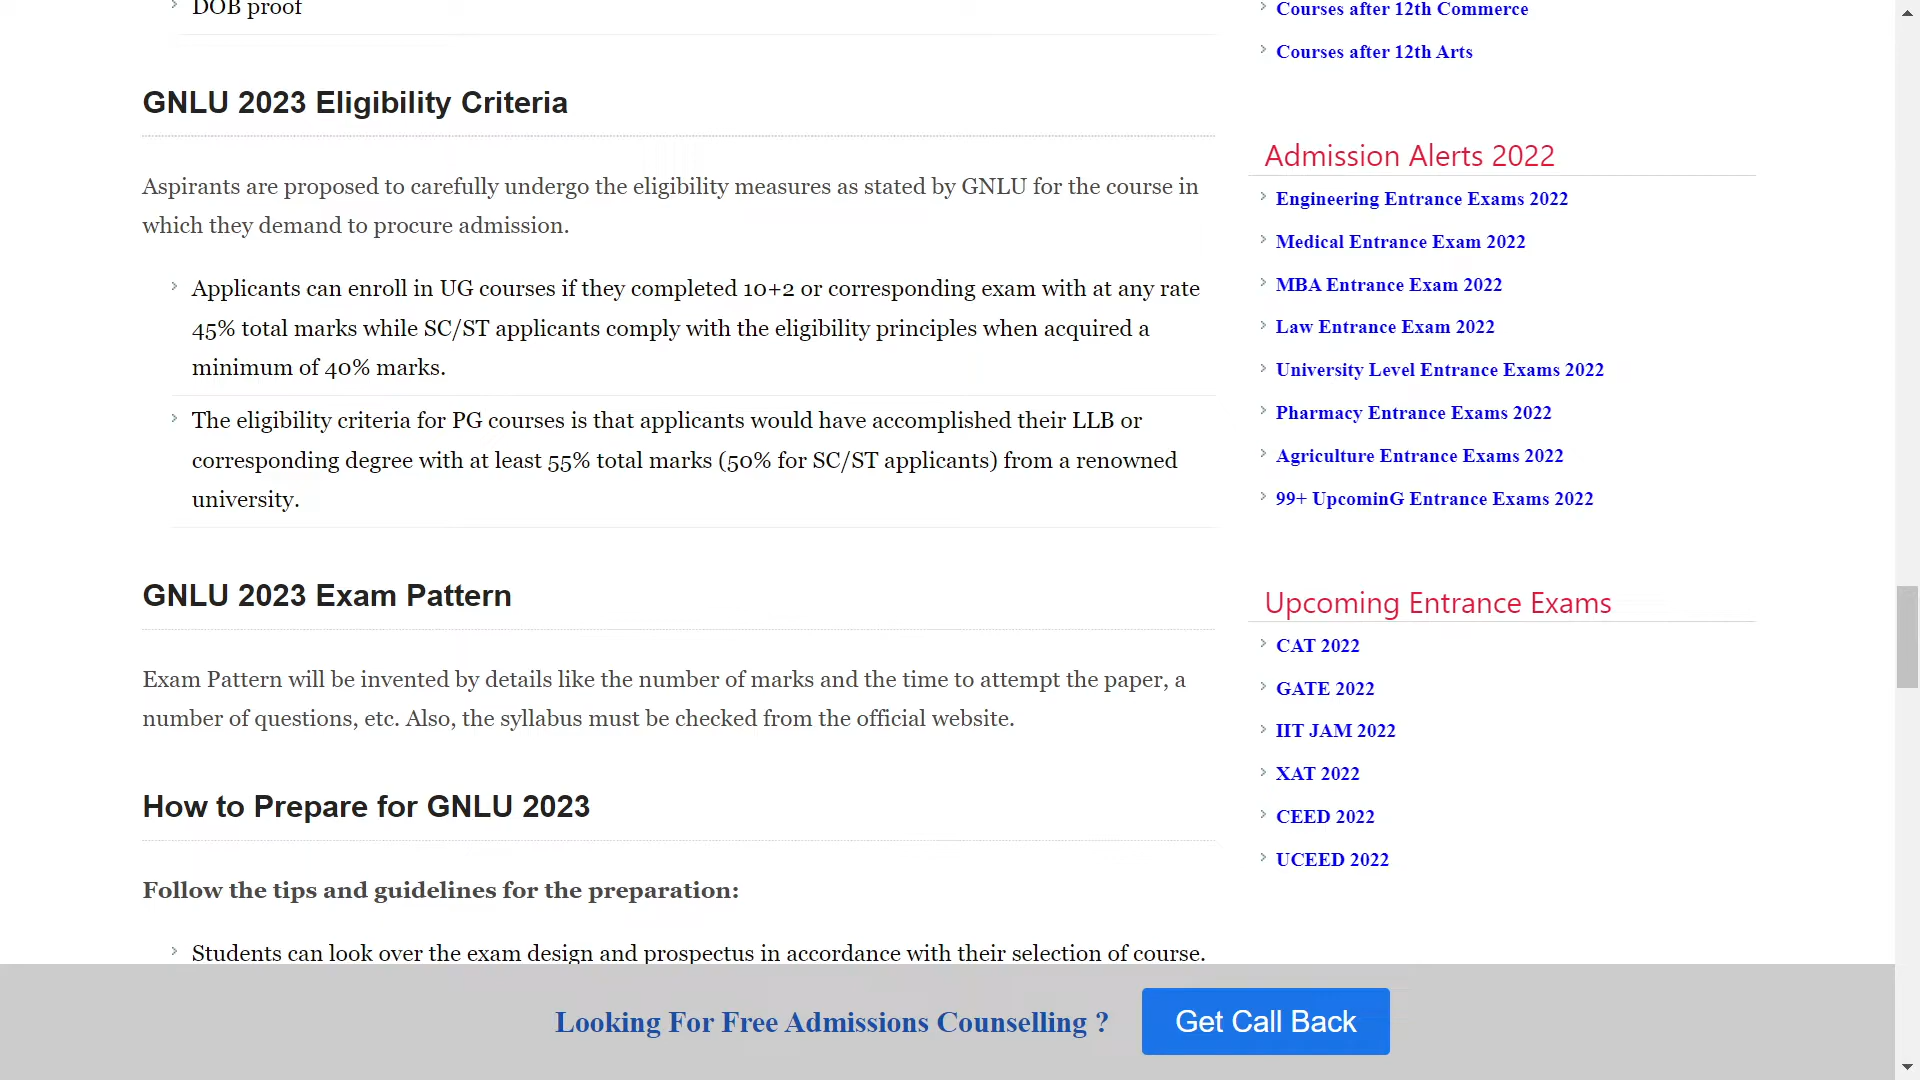 DOB proof
GNLU 2023 Eligibility Criteria
Aspirants are proposed to carefully undergo the eligibility measures as stated by GNLU for the course in
which they demand to procure admission.
Applicants can enroll in UG courses if they completed 10+2 or corresponding exam with at any rate
45% total marks while SC/ST applicants comply with the eligibility principles when acquired a
minimum of 40% marks.
The eligibility criteria for PG courses is that applicants would have accomplished their LLB or
corresponding degree with at least 55% total marks (50% for SC/ST applicants) from a renowned
university.
GNLU 2023 Exam Pattern
Exam Pattern will be invented by details like the number of marks and the time to attempt the paper, a
number of questions, etc. Also, the syllabus must be checked from the official website.
How to Prepare for GNLU 2023
Follow the tips and guidelines for the preparation:
Students can look over the exam design and prospectus in accordance with their selection of course.
Courses after 12th Commerce
Courses after 12th Arts
Admission Alerts 2022
Engineering Entrance Exams 2022
Medical Entrance Exam 2022
MBA Entrance Exam 2022
Law Entrance Exam 2022
University Level Entrance Exams 2022
Pharmacy Entrance Exams 2022
Agriculture Entrance Exams 2022
99+ UpcominG Entrance Exams 2022
Upcoming Entrance Exams
CAT 2022
GATE 2022
IIT JAM 2022
XAT 2022
CEED 2022
UCEED 2022
Looking For Free Admissions Counselling ?
Get Call Back